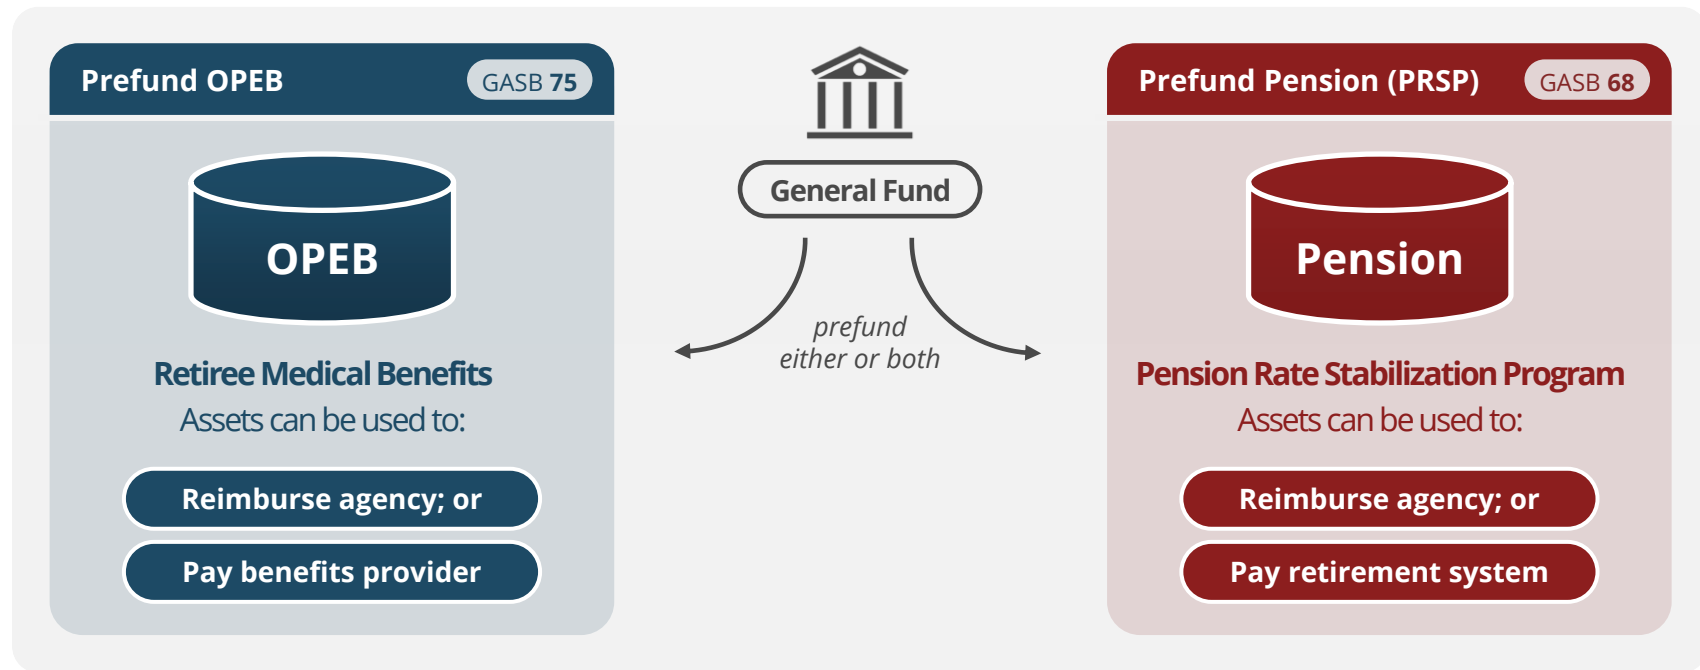 Prefund OPEB
GASB 75
OPEB
Retiree Medical Benefits
Assets can be used to:
Reimburse agency; or
Pay benefits provider
General Fund
prefund
either or both
Prefund Pension (PRSP)
GASB 68
Pension
Pension Rate Stabilization Program
Assets can be used to:
Reimburse agency; or
Pay retirement system